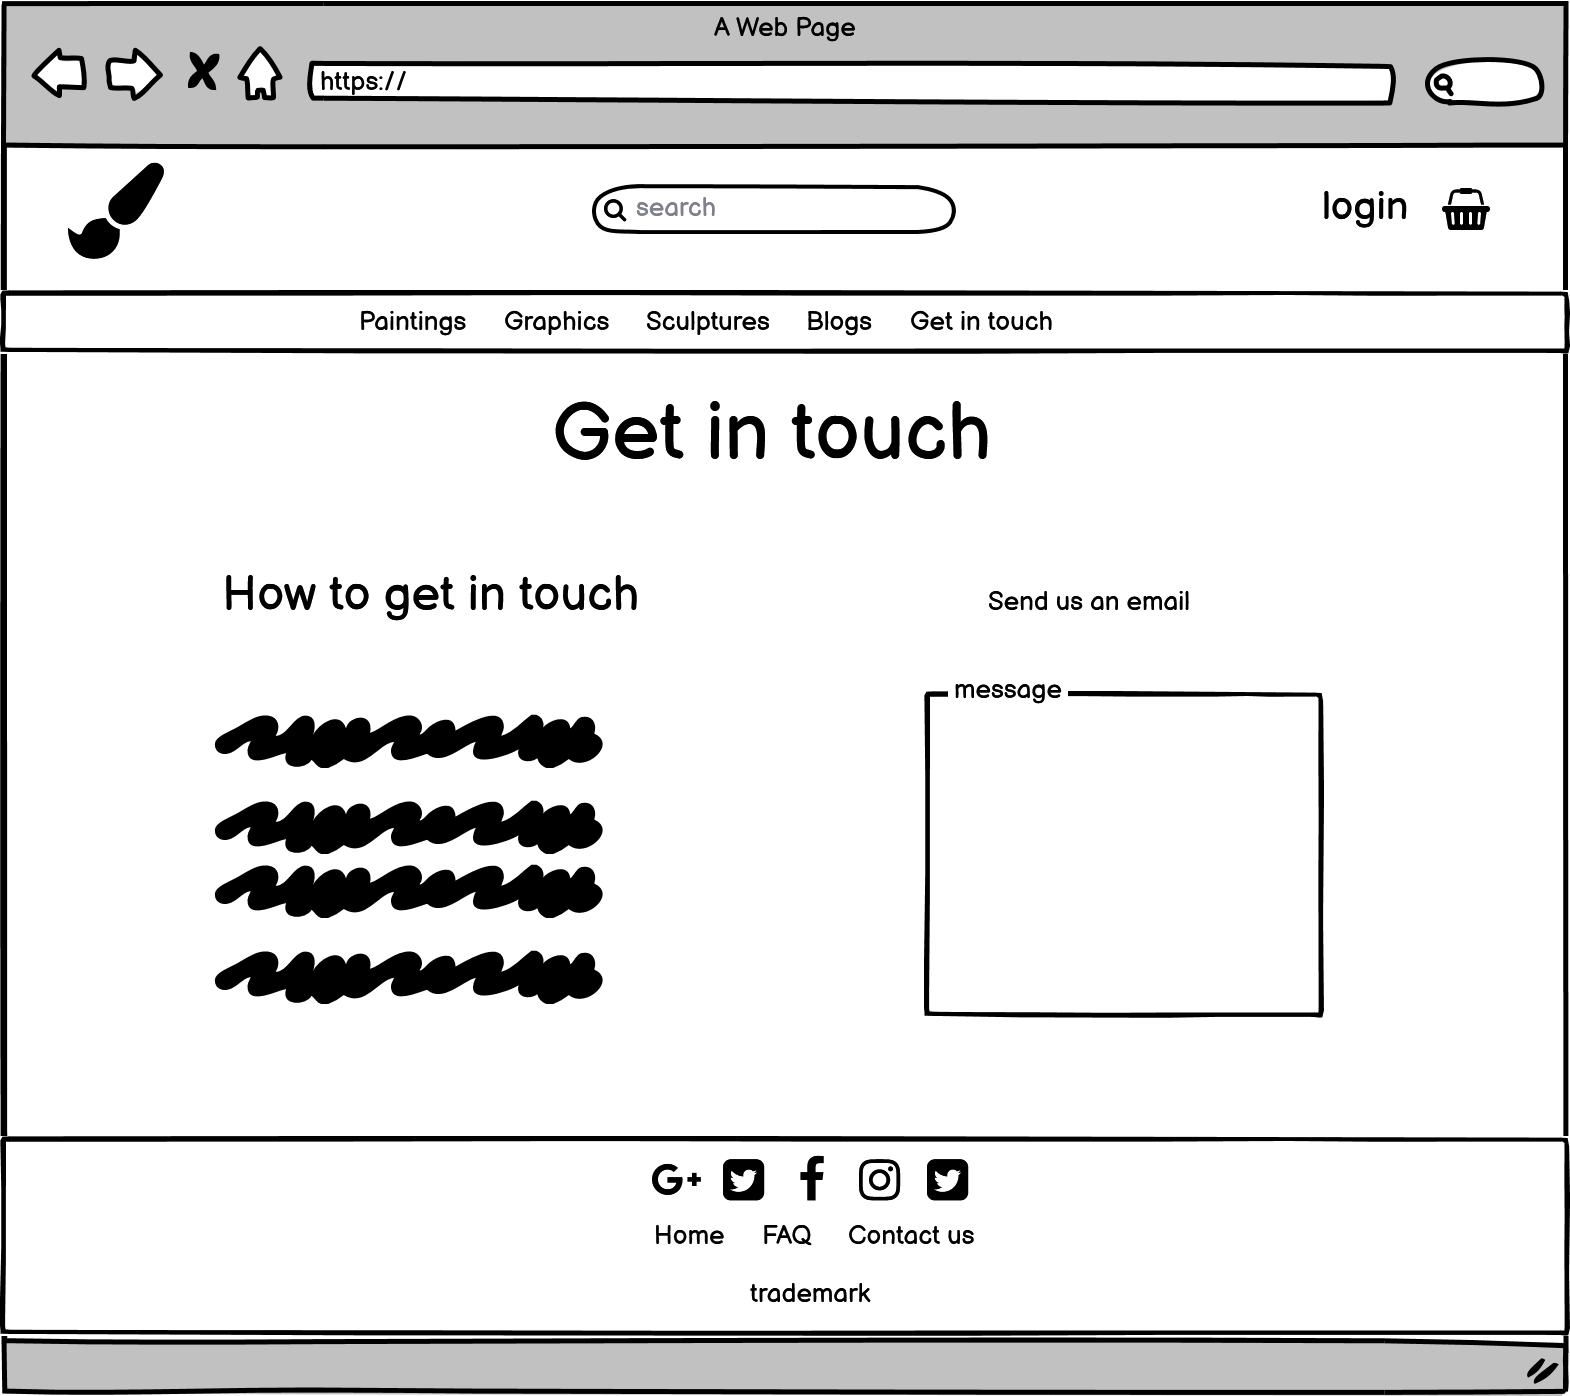 A Web Page
https://
search
login
Paintings Graphics Sculptures Blogs Get in touch
Get in touch
How to get in touch
Send us an email
message
G+
Home FAQ Contact us
trademark